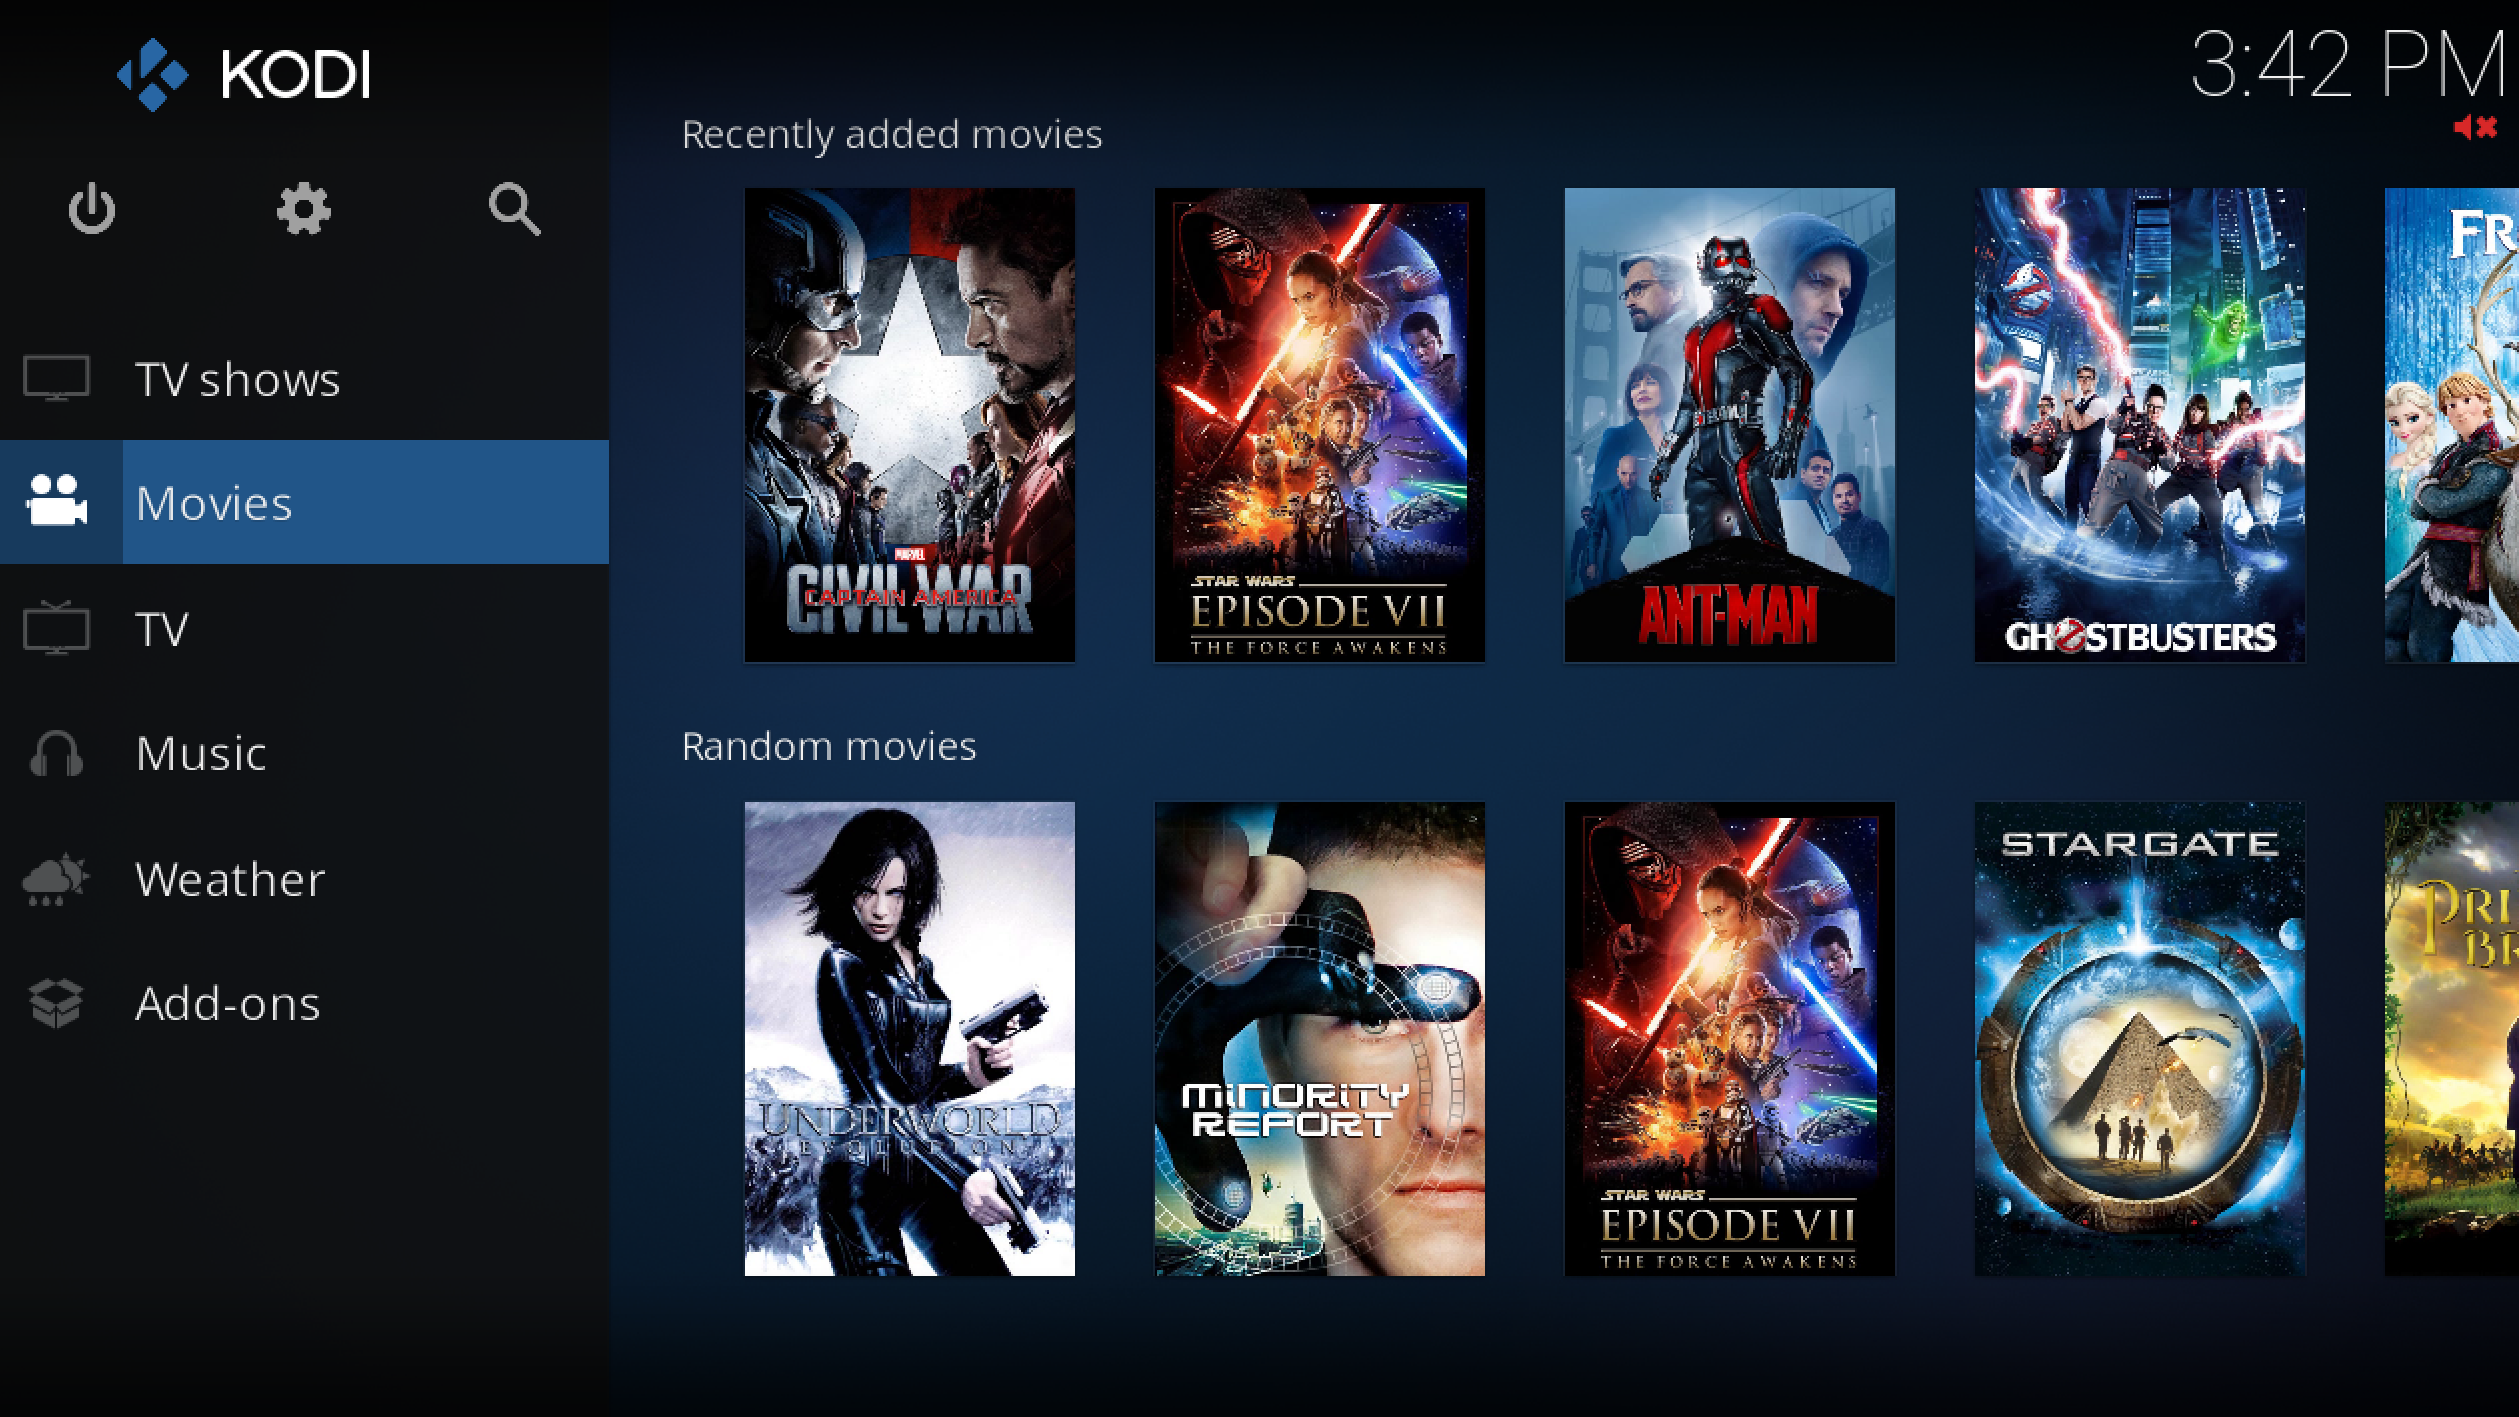 KODI
3:42 PM
TV shows
Movies
TV
Music
Weather
Add-ons
Recently added movies
MARVEL
CIVIL WAR
CAPTAIN AMERICA
STAR WARS
EPISODE VII
THE FORCE AWAKENS
ANT-MAN
GHOSTBUSTERS
FR
Random movies
UNDERWORLD
EVOLUTION
MINORITY
REPORT
STAR WARS
EPISODE VII
THE FORCE AWAKENS
STARGATE
PRI
BR